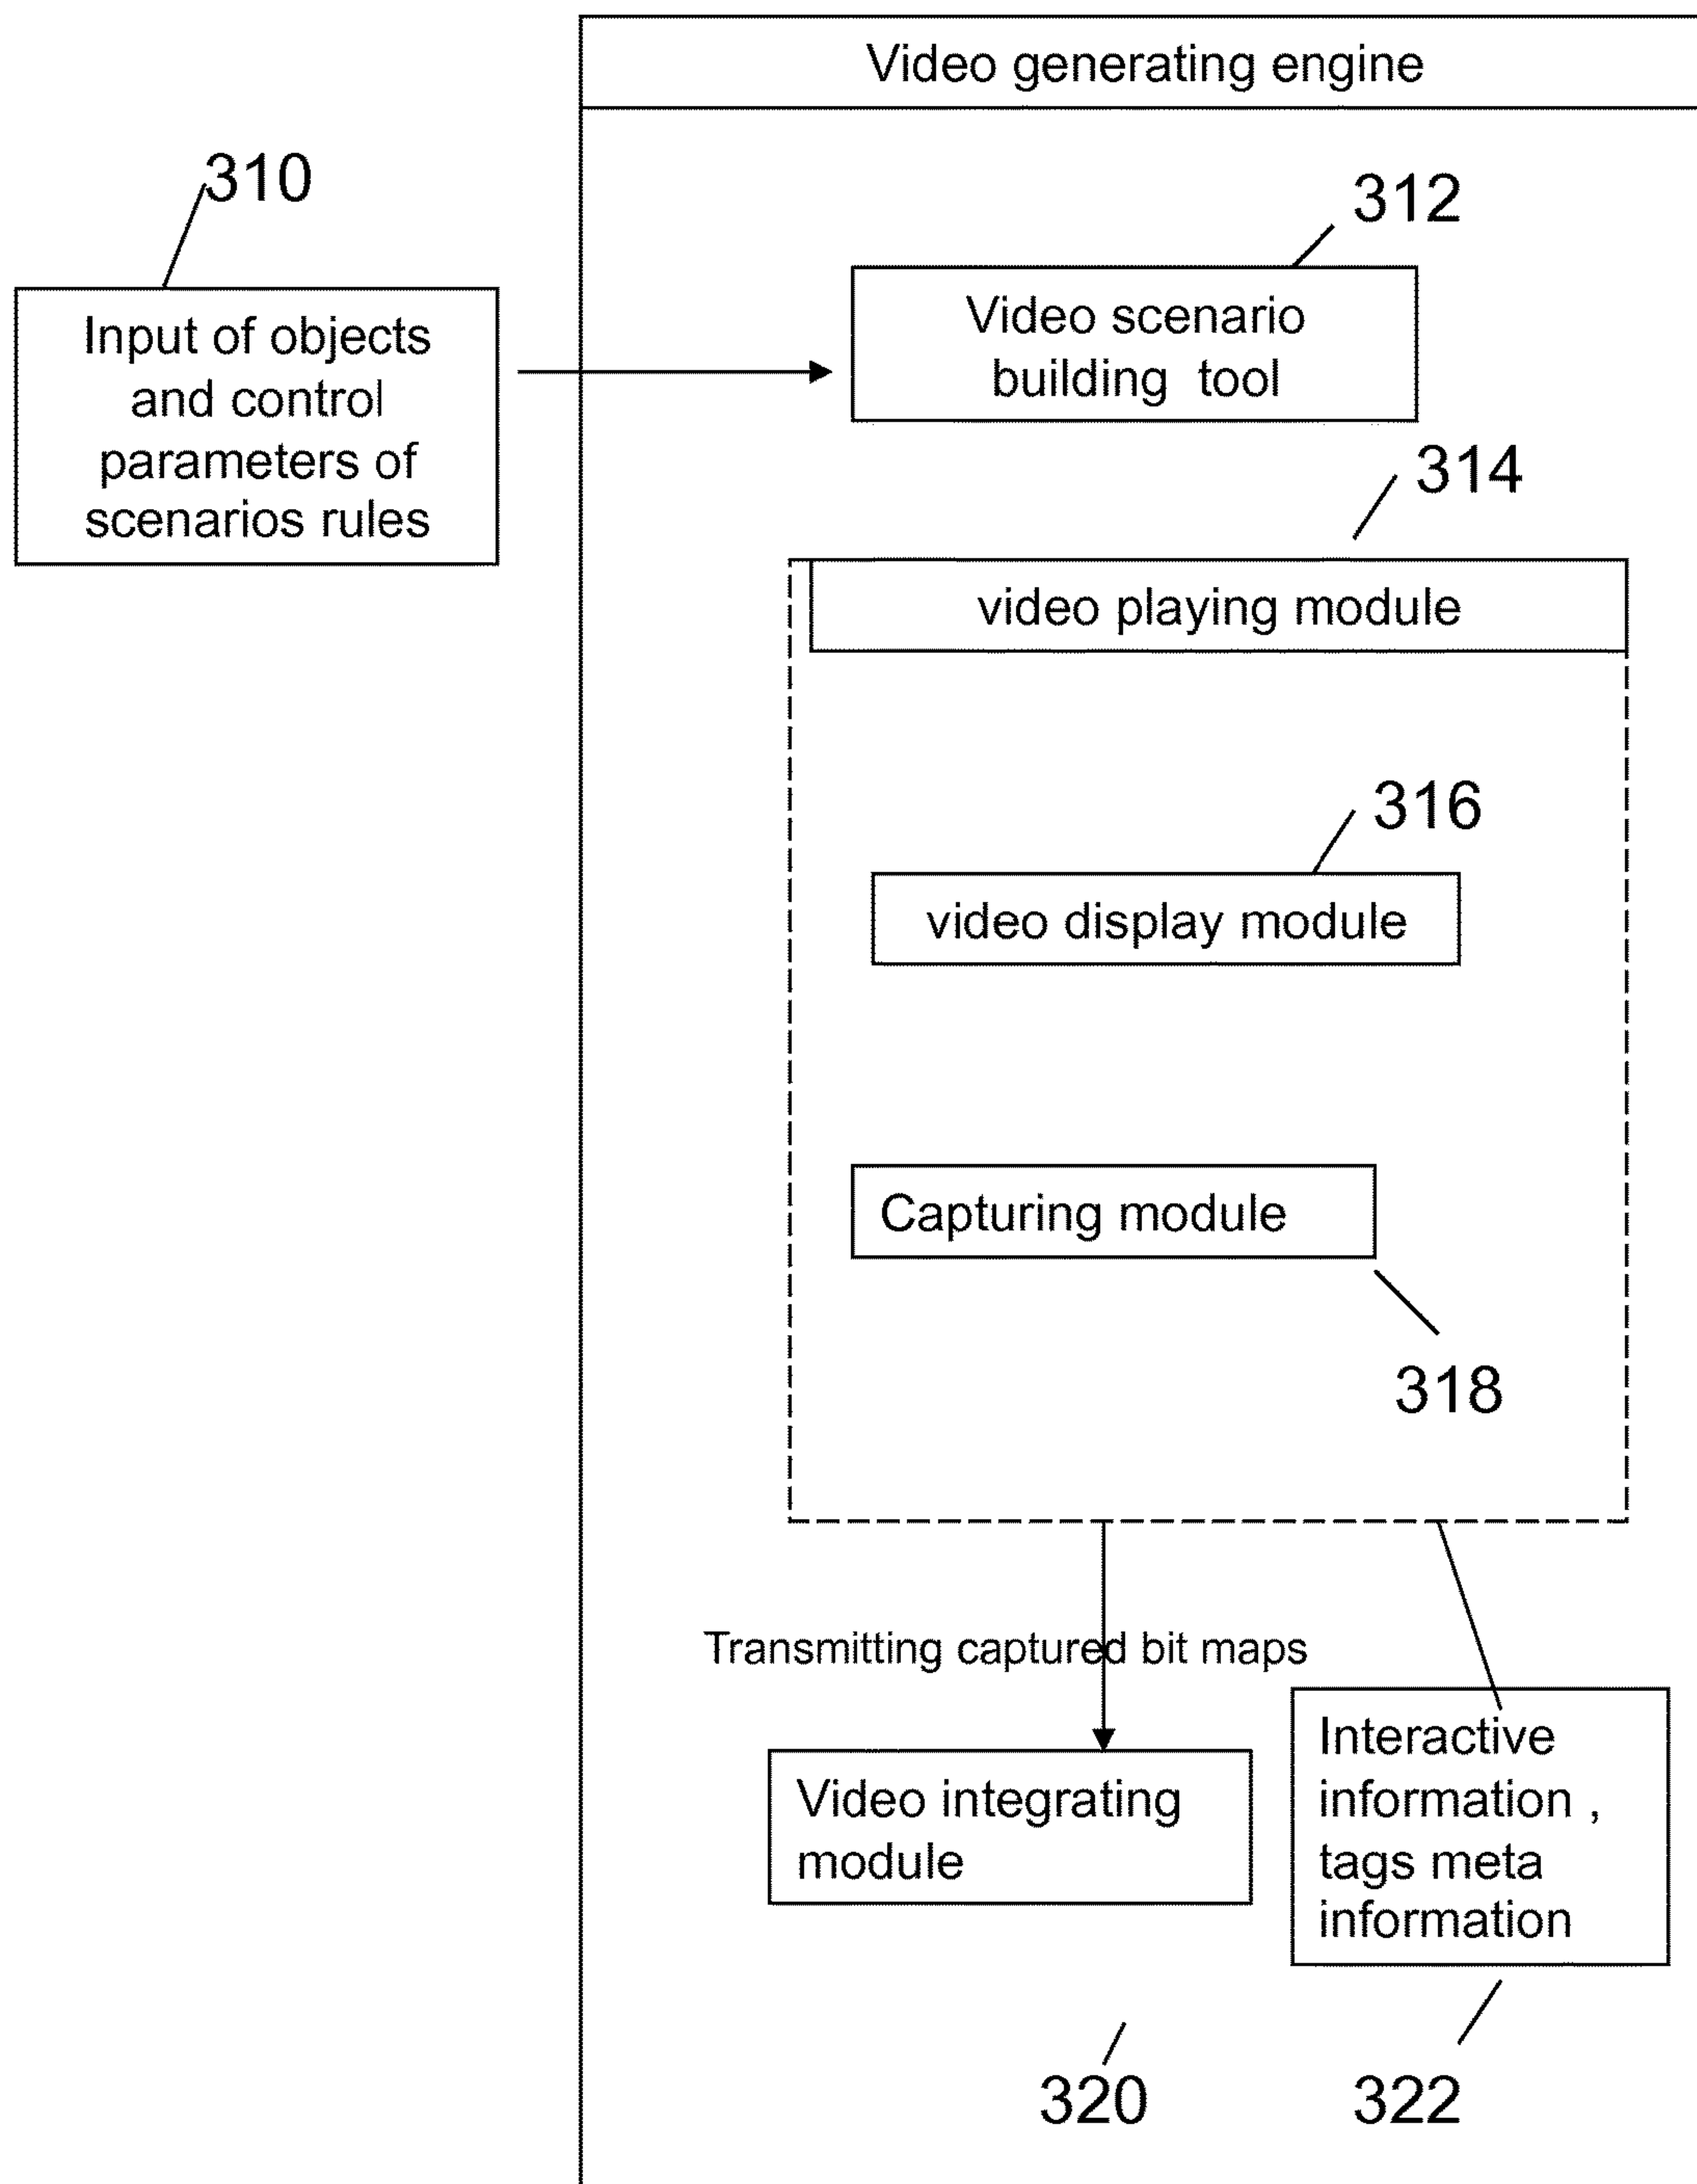 Video generating engine
310
312
Input of objects
and control
parameters of
scenarios rules
Video scenario
building tool
314
video playing module
316
video display module
Capturing module
318
Transmitting captured bit maps
Video integrating
module
Interactive
information ,
tags meta
information
320
322